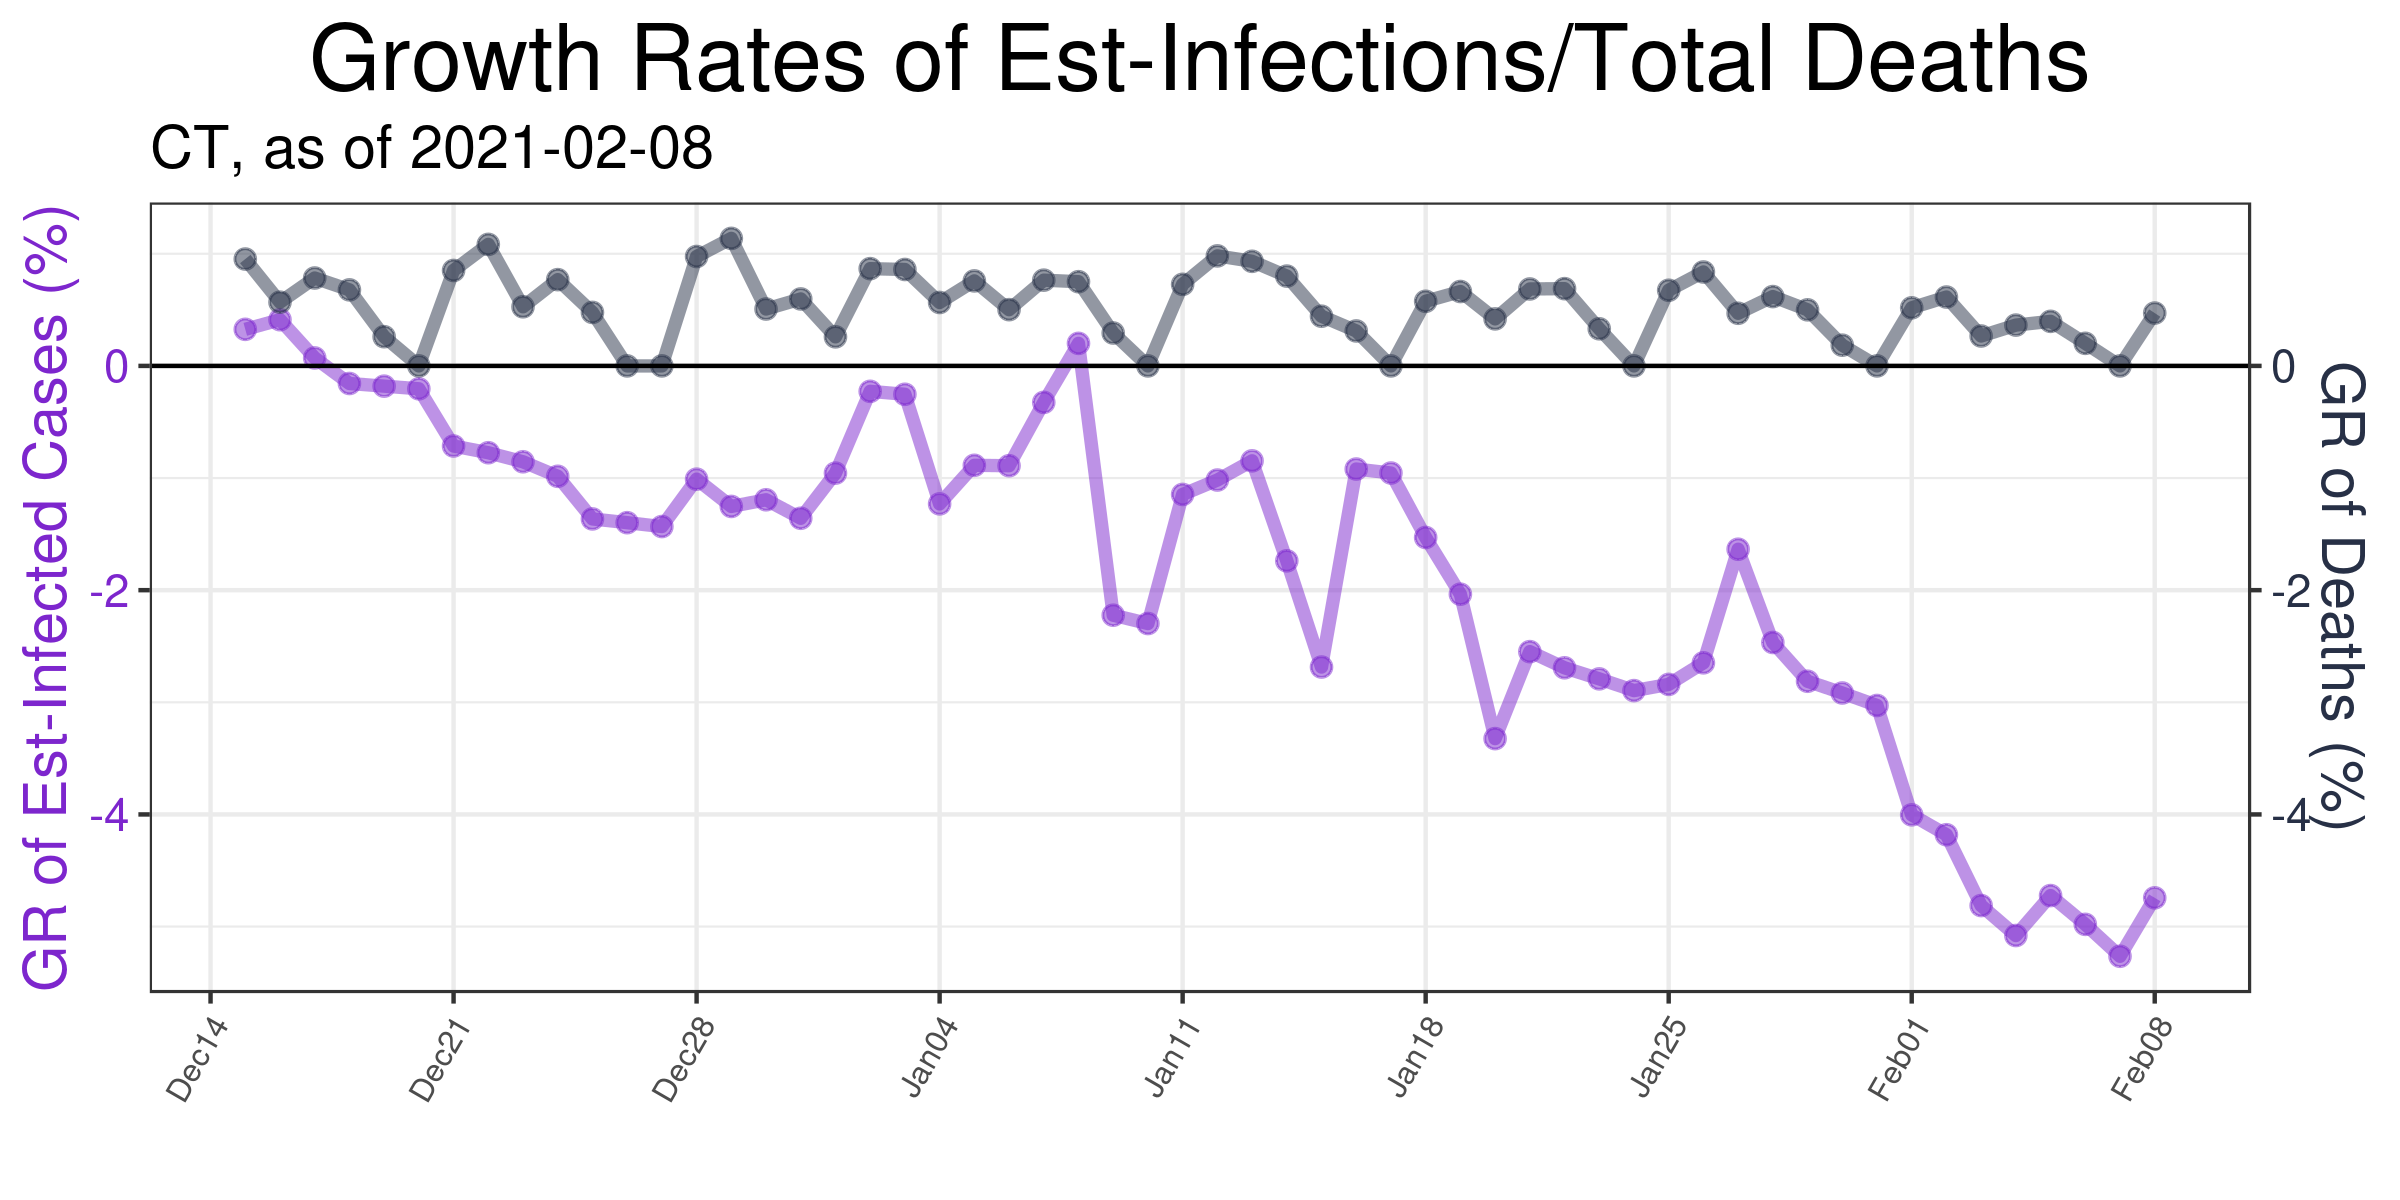 Growth Rates of Est-Infections/Total Deaths
CT, as of 2021-02-08
GR of Est-Infected Cases (%)
0
-2
-4
0
-2
-4
GR of Deaths (%)
Dec14
Dec21
Dec28
Jan04
Jan11
Jan18
Jan25
Feb01
Feb08